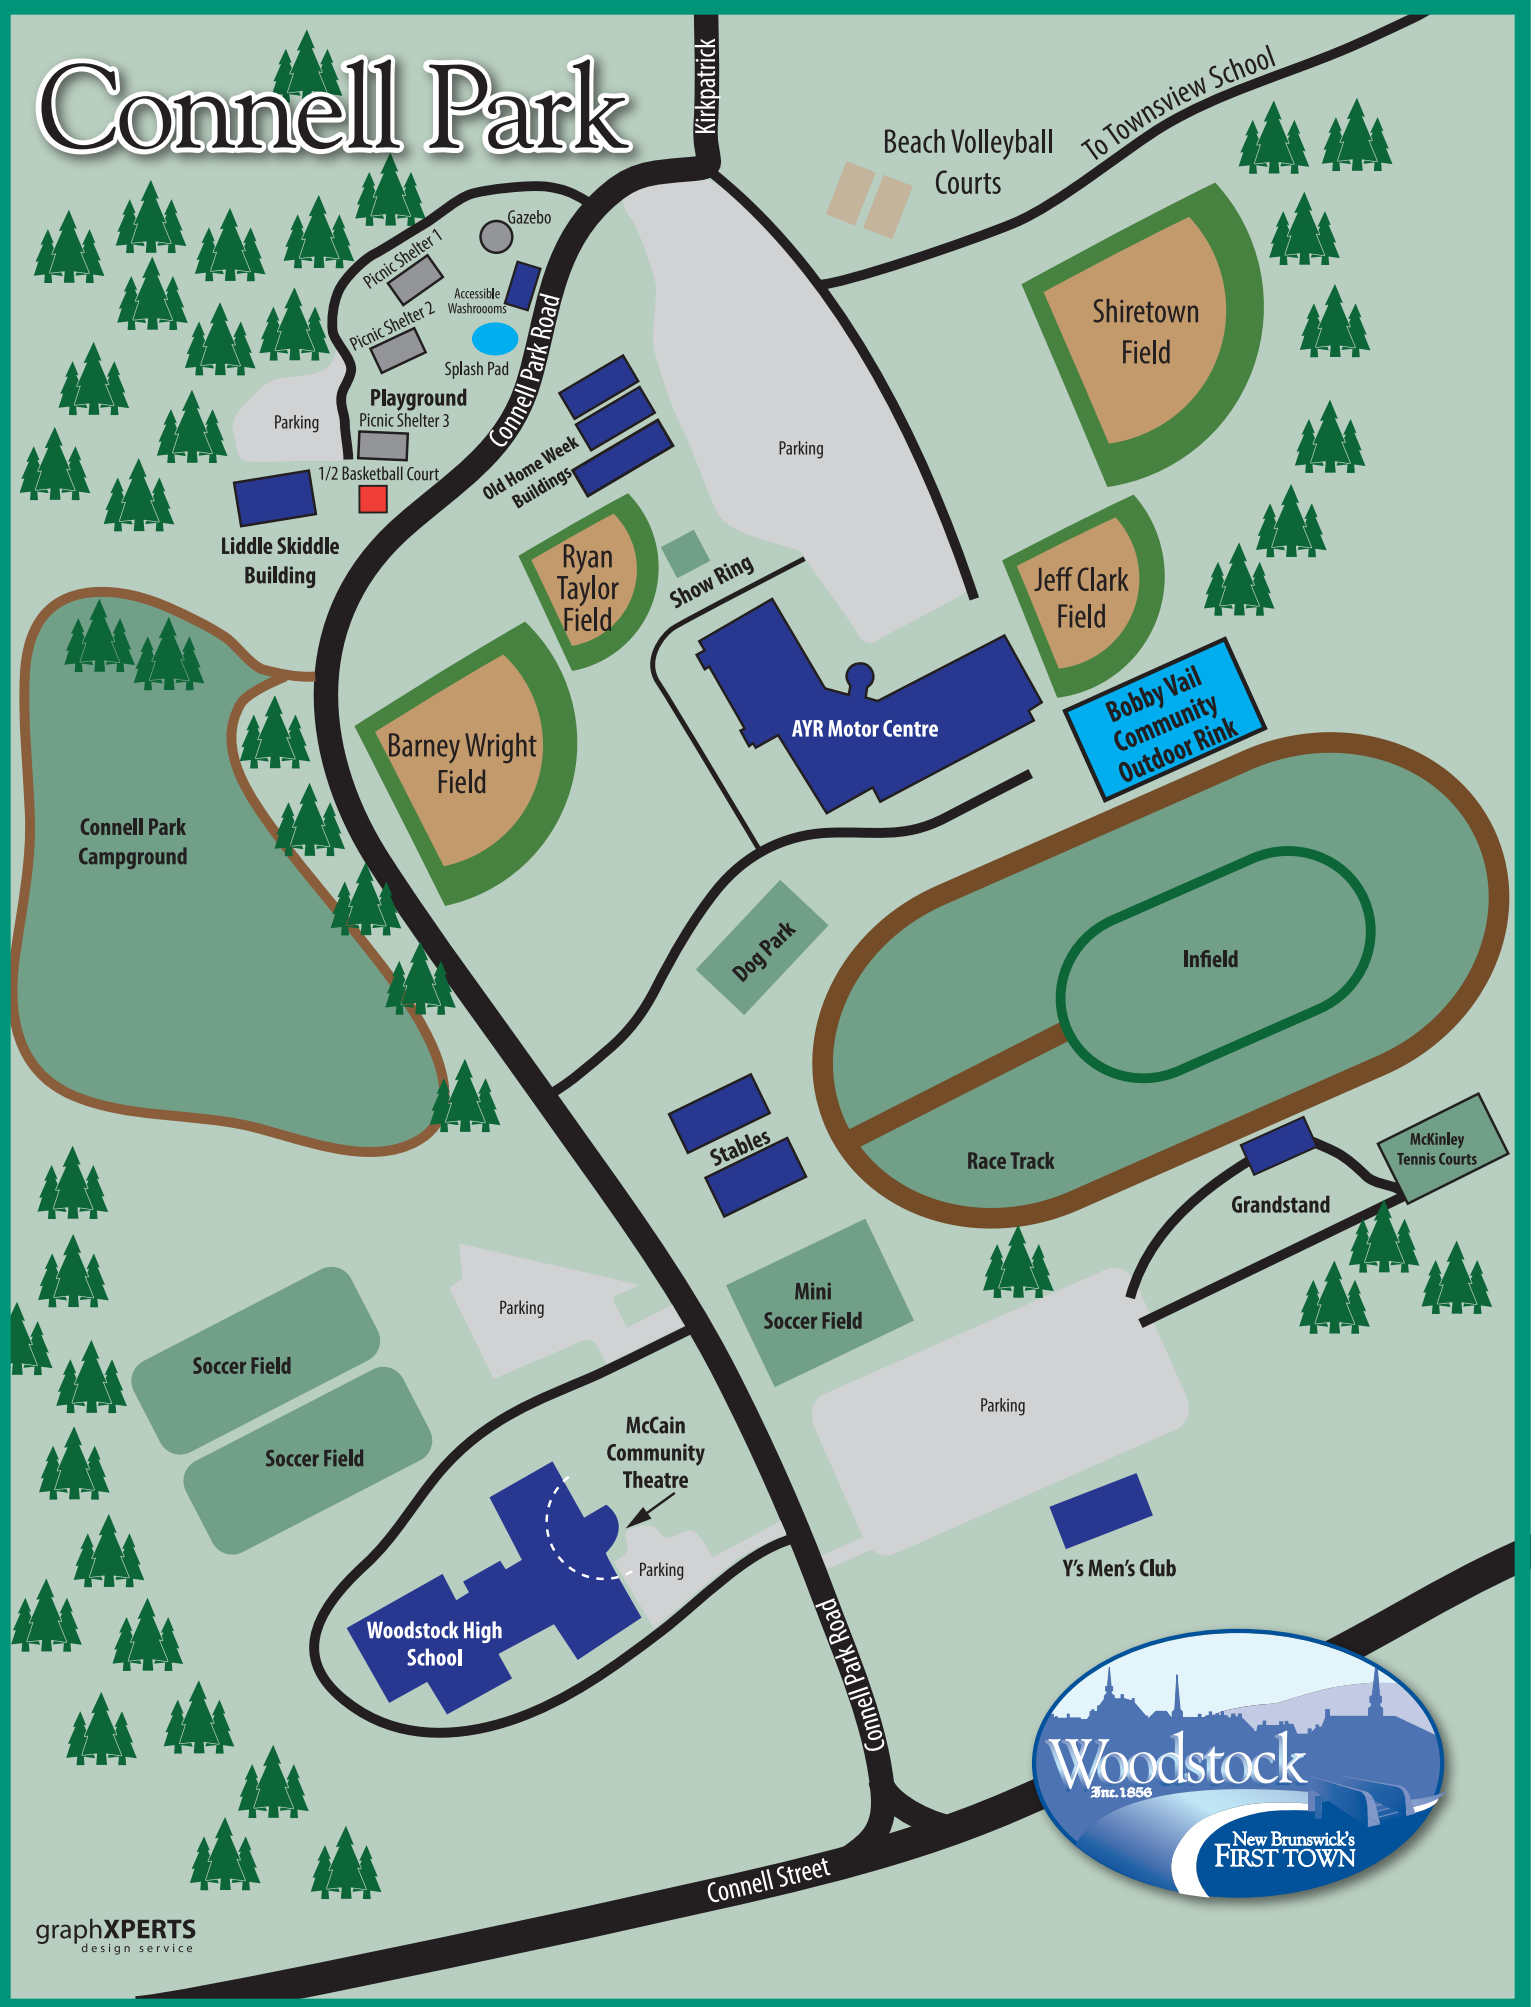 Connell Park
Kirkpatrick
To Townsview School
Beach Volleyball
Courts
Gazebo
Picnic Shelter 1
Accessible
Washroooms
Picnic Shelter 2
Splash Pad
Connell Park Road
Shiretown
Field
Playground
Picnic Shelter 3
Parking
Parking
1/2 Basketball Court
Old Home Week
Buildings
Liddle Skiddle
Building
Ryan
Taylor
Field
Show Ring
Jeff Clark
Field
Bobby Vail
Community
Outdoor Rink
AYR Motor Centre
Barney Wright
Field
Connell Park
Campground
Dog Park
Infield
Stables
Race Track
McKinley
Tennis Courts
Grandstand
Mini
Soccer Field
Parking
Soccer Field
Parking
Soccer Field
McCain
Community
Theatre
Parking
Y's Men's Club
Woodstock High
School
Connell Park Road
Woodstock
Inc. 1856
New Brunswick's
FIRST TOWN
Connell Street
graphXPERTS
design service